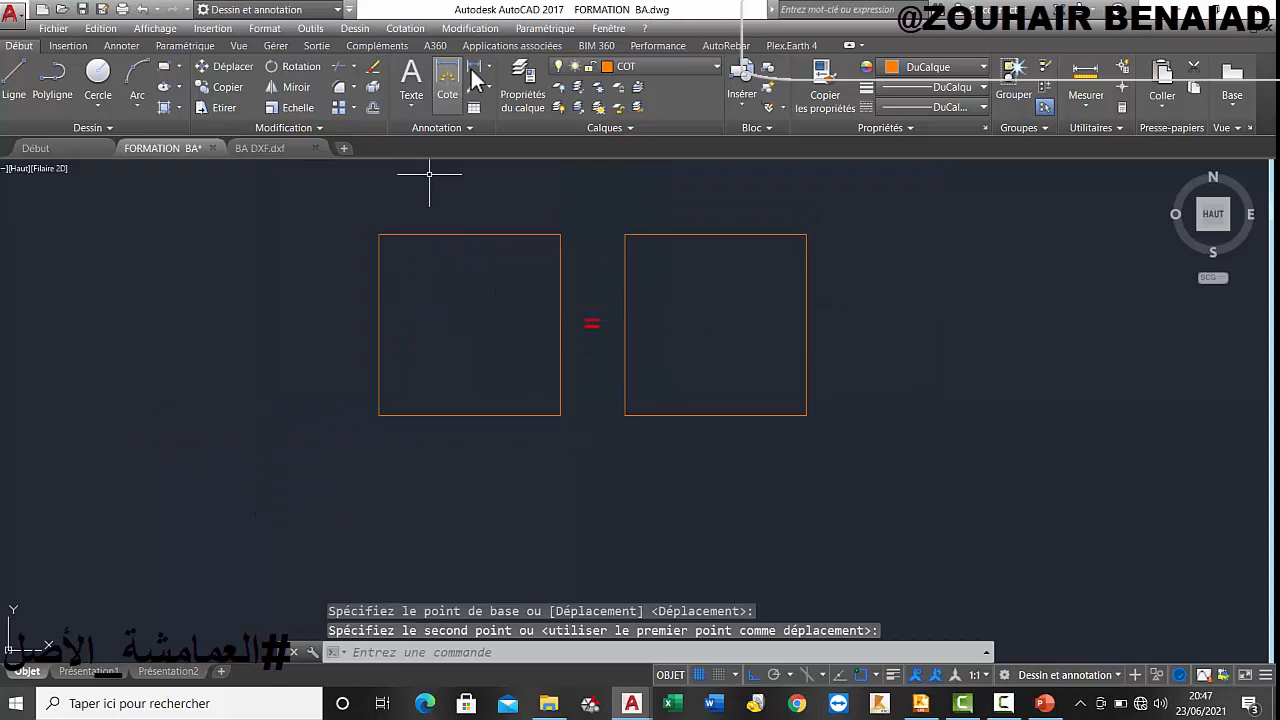 Autodesk AutoCAD 2017 FORMATION BA.dwg
Dessin et annotation
Entrez mot-clé ou expression
@ZOUHAIR BENAIAD
Fichier Edition Affichage Insertion Format Outils Dessin Cotation Modification Paramétrique Fenêtre ?
Début Insertion Annoter Paramétrique Vue Gérer Sortie Compléments A360 Applications associées BIM 360 Performance AutoRebar Plex.Earth 4
Ligne Polyligne Cercle Arc
Déplacer Rotation
Copier Miroir
Etirer Echelle
Texte Cote
Propriétés du calque
COT
Insérer
Copier les propriétés
DuCalque
DuCalque
DuCal...
Grouper
Mesurer
Coller
Base
Dessin Modification Annotation Calques Bloc Propriétés Groupes Utilitaires Presse-papiers Vue
Début FORMATION BA* BA DXF.dxf
–][Haut][Filaire 2D]
N
O HAUT E
S
SCG
=
Y
X
Spécifiez le point de base ou [Déplacement] <Déplacement>:
Spécifiez le second point ou <utiliser le premier point comme déplacement>:
Entrez une commande
#العمامشية_الأصل
Objet Présentation1 Présentation2
OBJET
1:1
Dessin et annotation
Taper ici pour rechercher
20:47
23/06/2021
3